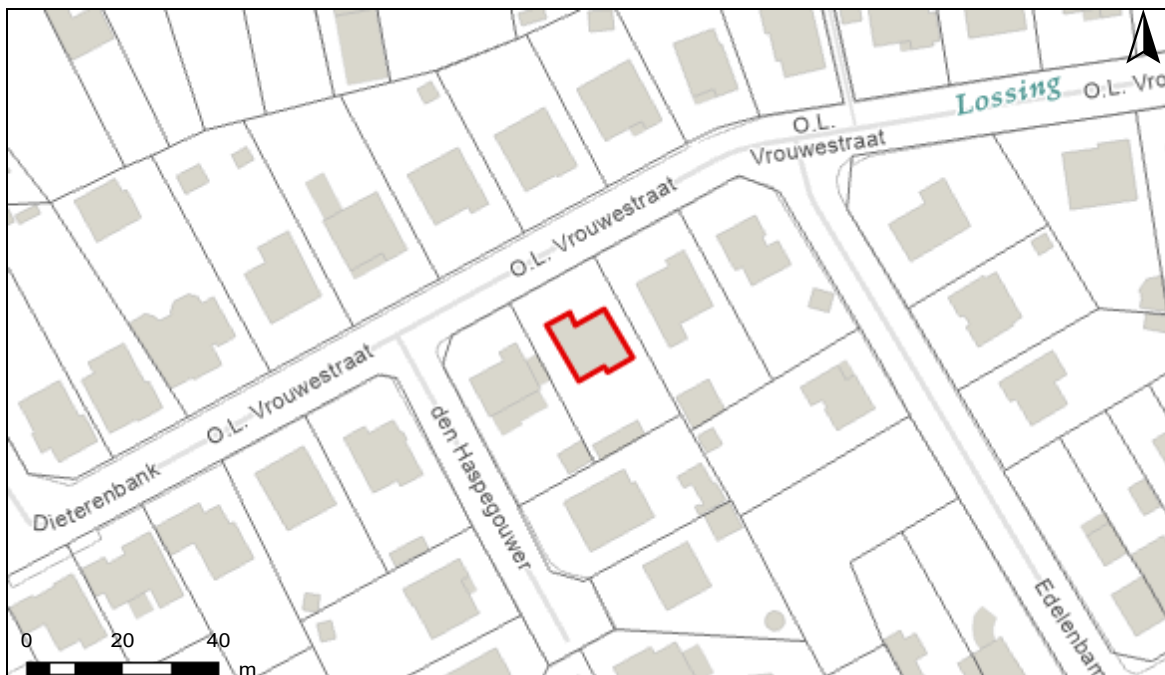 Lossing
O.L. Vro
O.L.
Vrouwestraat
O.L. Vrouwestraat
O.L. Vrouwestraat
den Haspegouwer
Dieterenbank
Edelenbam
0 20 40
m